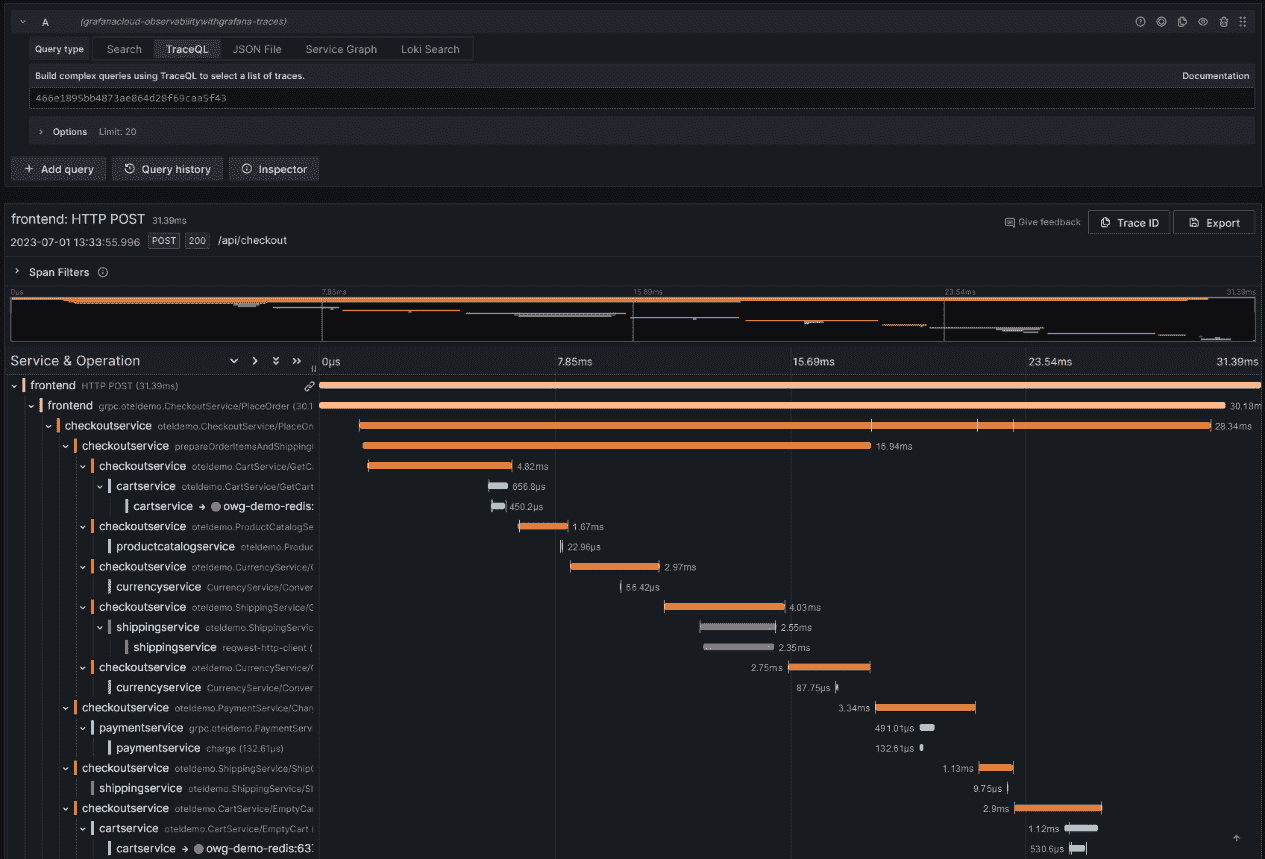 A (grafanacloud-observabilitywithgrafana-traces)
Query type Search TraceQL JSON File Service Graph Loki Search
Build complex queries using TraceQL to select a list of traces. Documentation
466e1895bb4873ae864d28f69caa5f43
Options Limit: 20
+ Add query Query history Inspector
frontend: HTTP POST 31.39ms
Give feedback Trace ID Export
2023-07-01 13:33:55.996 POST 200 /api/checkout
Span Filters
0μs 7.85ms 15.69ms 23.54ms 31.39ms
Service & Operation 0μs 7.85ms 15.69ms 23.54ms 31.39ms
frontend HTTP POST (31.39ms)
frontend grpc.oteldemo.CheckoutService/PlaceOrder (30.1 30.18m
checkoutservice oteldemo.CheckoutService/PlaceOr 28.34ms
checkoutservice prepareOrderItemsAndShipping 16.94ms
checkoutservice oteldemo.CartService/GetC 4.82ms
cartservice oteldemo.CartService/GetCart 656.8μs
cartservice → owg-demo-redis: 450.2μs
checkoutservice oteldemo.ProductCatalogSe 1.67ms
productcatalogservice oteldemo.Produc 22.96μs
checkoutservice oteldemo.CurrencyService/ 2.97ms
currencyservice CurrencyService/Conver 56.42μs
checkoutservice oteldemo.ShippingService/ 4.03ms
shippingservice oteldemo.ShippingServic 2.55ms
shippingservice reqwest-http-client ( 2.35ms
checkoutservice oteldemo.CurrencyService/ 2.75ms
currencyservice CurrencyService/Conver 87.75μs
checkoutservice oteldemo.PaymentService/Char 3.34ms
paymentservice grpc.oteldemo.PaymentServ 491.01μs
paymentservice charge (132.61μs) 132.61μs
checkoutservice oteldemo.ShippingService/Ship 1.13ms
shippingservice oteldemo.ShippingService/S 9.75μs
checkoutservice oteldemo.CartService/EmptyCa 2.9ms
cartservice oteldemo.CartService/EmptyCart 1.12ms
cartservice → owg-demo-redis:63 530.6μs